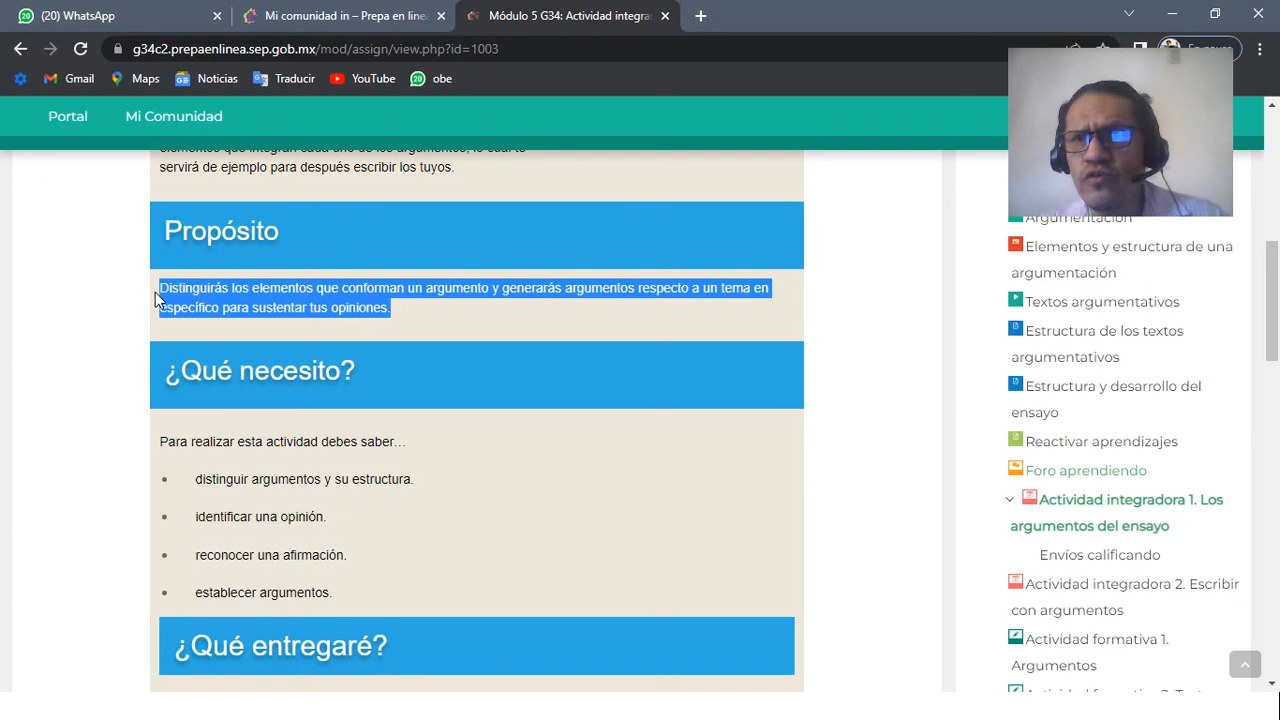 (20) WhatsApp
Mi comunidad in – Prepa en linea
Módulo 5 G34: Actividad integra
g34c2.prepaenlinea.sep.gob.mx/mod/assign/view.php?id=1003
Gmail
Maps
Noticias
Traducir
YouTube
20 obe
Portal
Mi Comunidad
servirá de ejemplo para después escribir los tuyos.
Propósito
Distinguirás los elementos que conforman un argumento y generarás argumentos respecto a un tema en
específico para sustentar tus opiniones.
¿Qué necesito?
Para realizar esta actividad debes saber…
• distinguir argumentos y su estructura.
• identificar una opinión.
• reconocer una afirmación.
• establecer argumentos.
¿Qué entregaré?
Argumentación
Elementos y estructura de una
argumentación
Textos argumentativos
Estructura de los textos
argumentativos
Estructura y desarrollo del
ensayo
Reactivar aprendizajes
Foro aprendiendo
Actividad integradora 1. Los
argumentos del ensayo
Envíos calificando
Actividad integradora 2. Escribir
con argumentos
Actividad formativa 1.
Argumentos